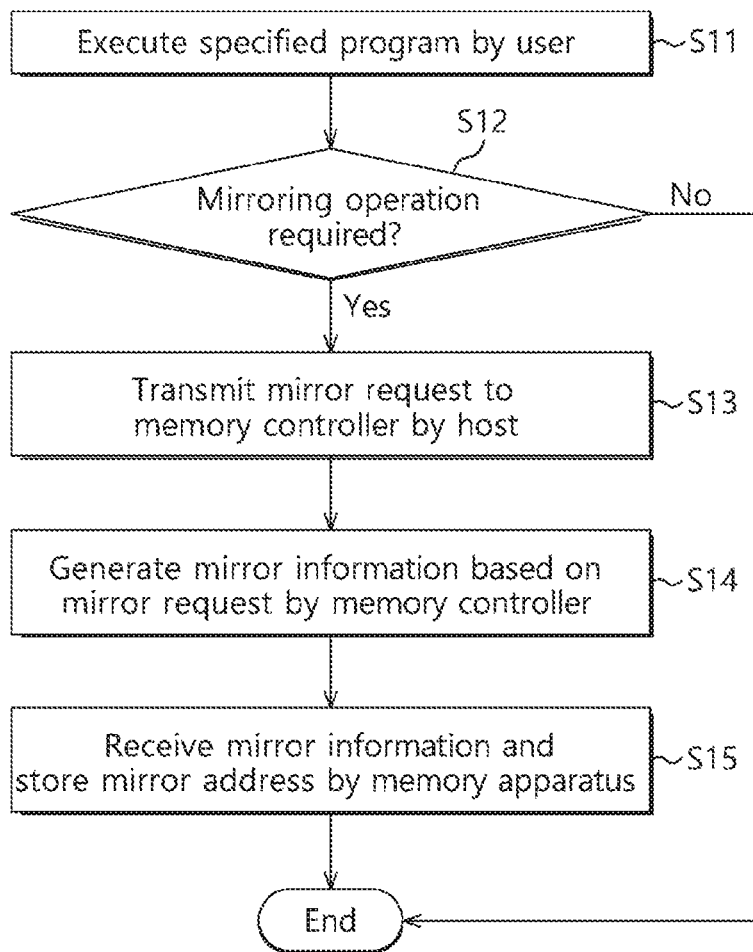 Execute specified program by user
S11
S12
Mirroring operation
required?
No
Yes
Transmit mirror request to
memory controller by host
S13
Generate mirror information based on
mirror request by memory controller
S14
Receive mirror information and
store mirror address by memory apparatus
S15
End